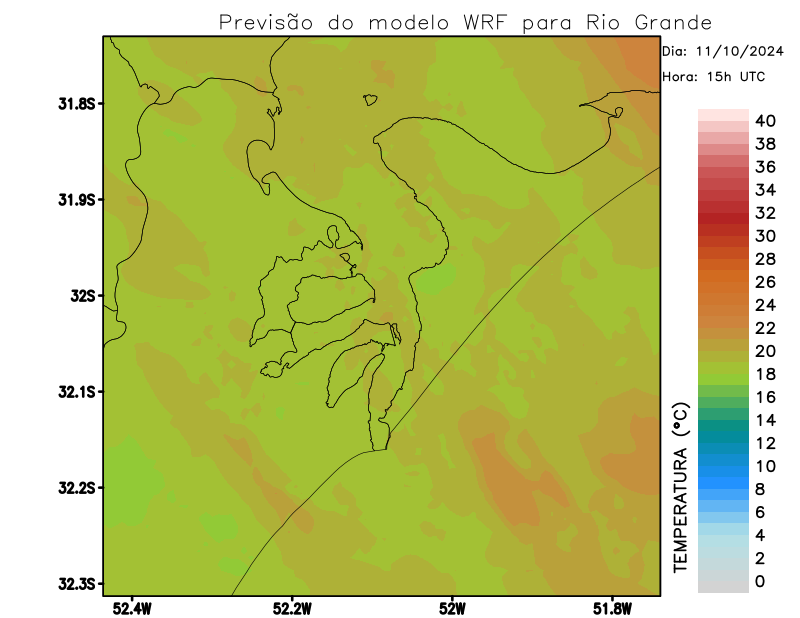 Previsão do modelo WRF para Rio Grande
Dia: 11/10/2024
Hora: 15h UTC
31.8S
31.9S
32S
32.1S
32.2S
32.3S
52.4W
52.2W
52W
51.8W
TEMPERATURA (°C)
40
38
36
34
32
30
28
26
24
22
20
18
16
14
12
10
8
6
4
2
0